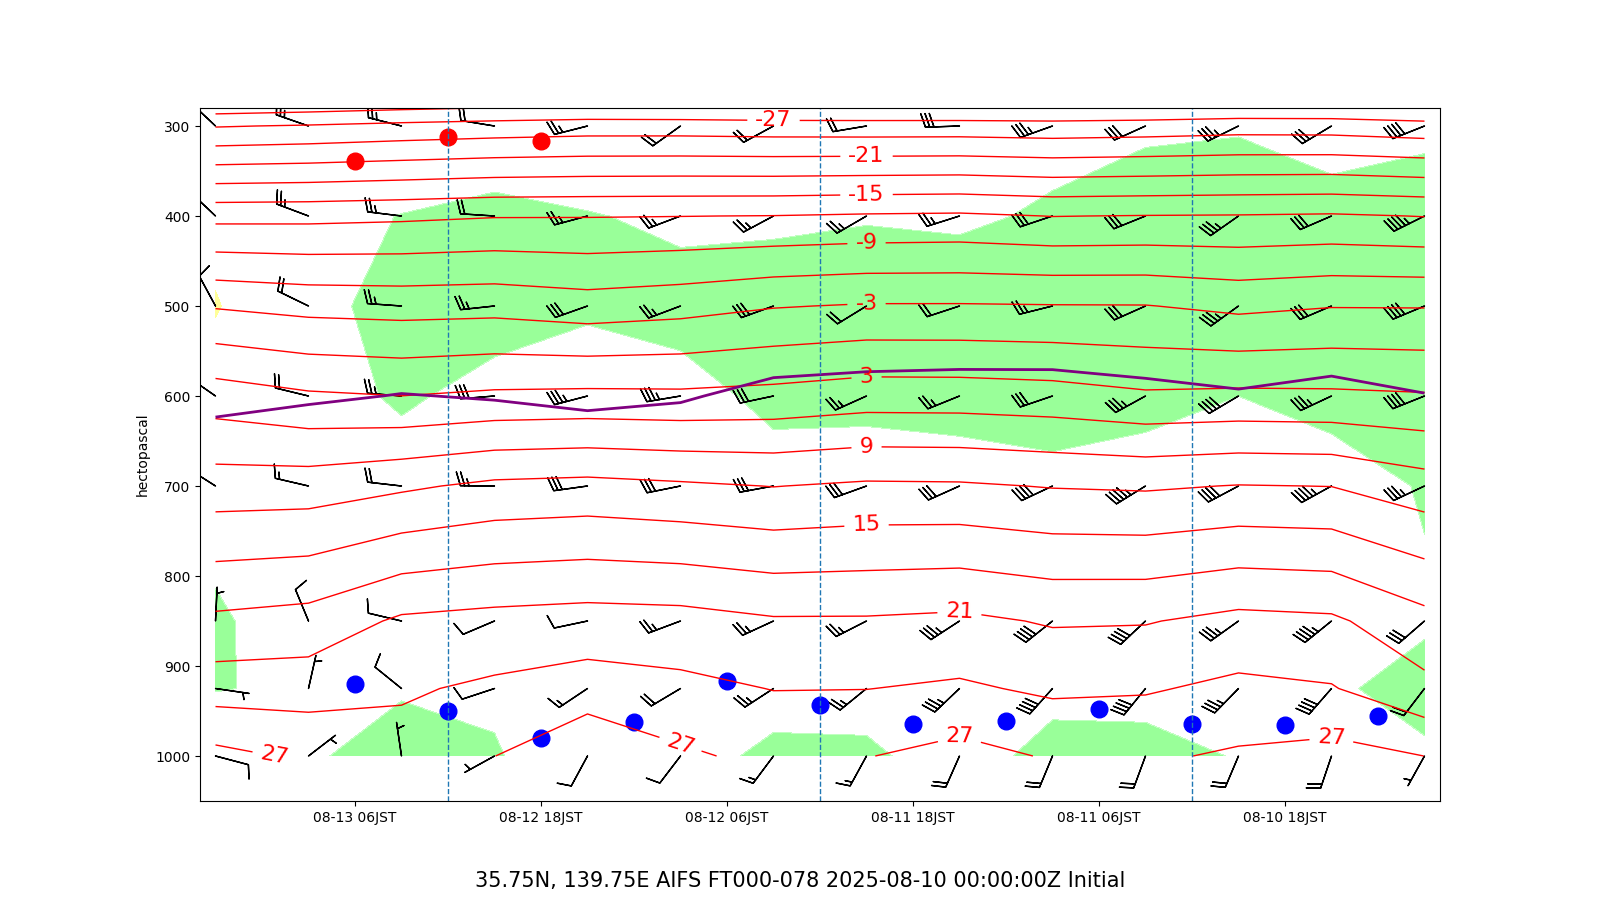 300
400
500
600
700
800
900
1000
hectopascal
-27
-21
-15
-9
-3
3
9
15
21
27
27
27
27
08-13 06JST
08-12 18JST
08-12 06JST
08-11 18JST
08-11 06JST
08-10 18JST
35.75N, 139.75E AIFS FT000-078 2025-08-10 00:00:00Z Initial